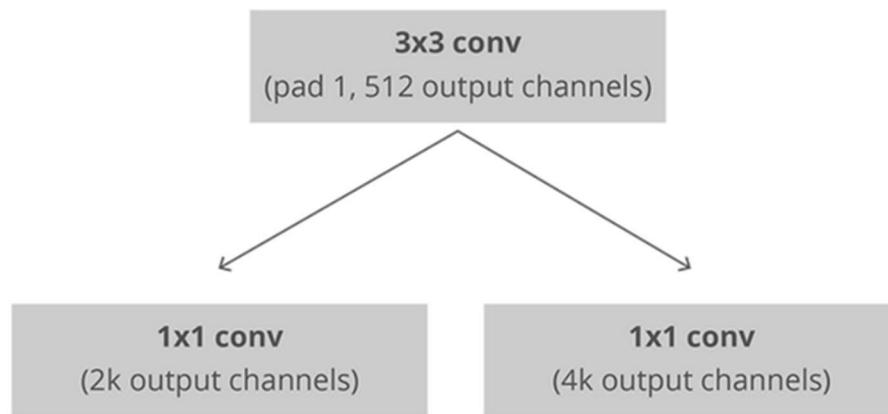 3x3 conv
(pad 1, 512 output channels)
1x1 conv
(2k output channels)
1x1 conv
(4k output channels)